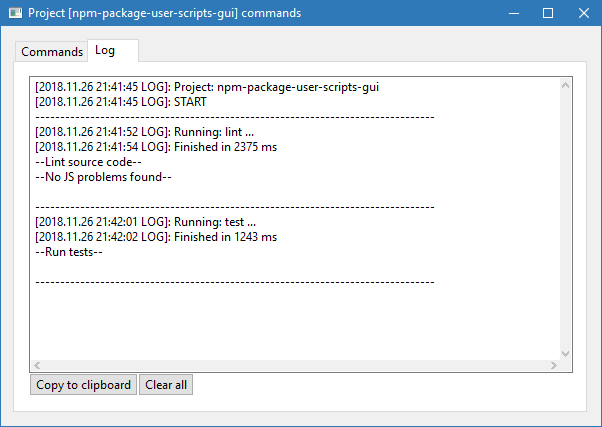 Project [npm-package-user-scripts-gui] commands
Commands
Log
[2018.11.26 21:41:45 LOG]: Project: npm-package-user-scripts-gui
[2018.11.26 21:41:45 LOG]: START
--------------------------------------------------------------------------------
[2018.11.26 21:41:52 LOG]: Running: lint ...
[2018.11.26 21:41:54 LOG]: Finished in 2375 ms
--Lint source code--
--No JS problems found--
--------------------------------------------------------------------------------
[2018.11.26 21:42:01 LOG]: Running: test ...
[2018.11.26 21:42:02 LOG]: Finished in 1243 ms
--Run tests--
--------------------------------------------------------------------------------
Copy to clipboard
Clear all